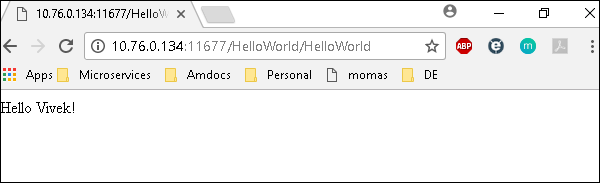 10.76.0.134:11677/HelloW
10.76.0.134:11677/HelloWorld/HelloWorld
ABP e m
Apps Microservices Amdocs Personal momas DE
Hello Vivek!